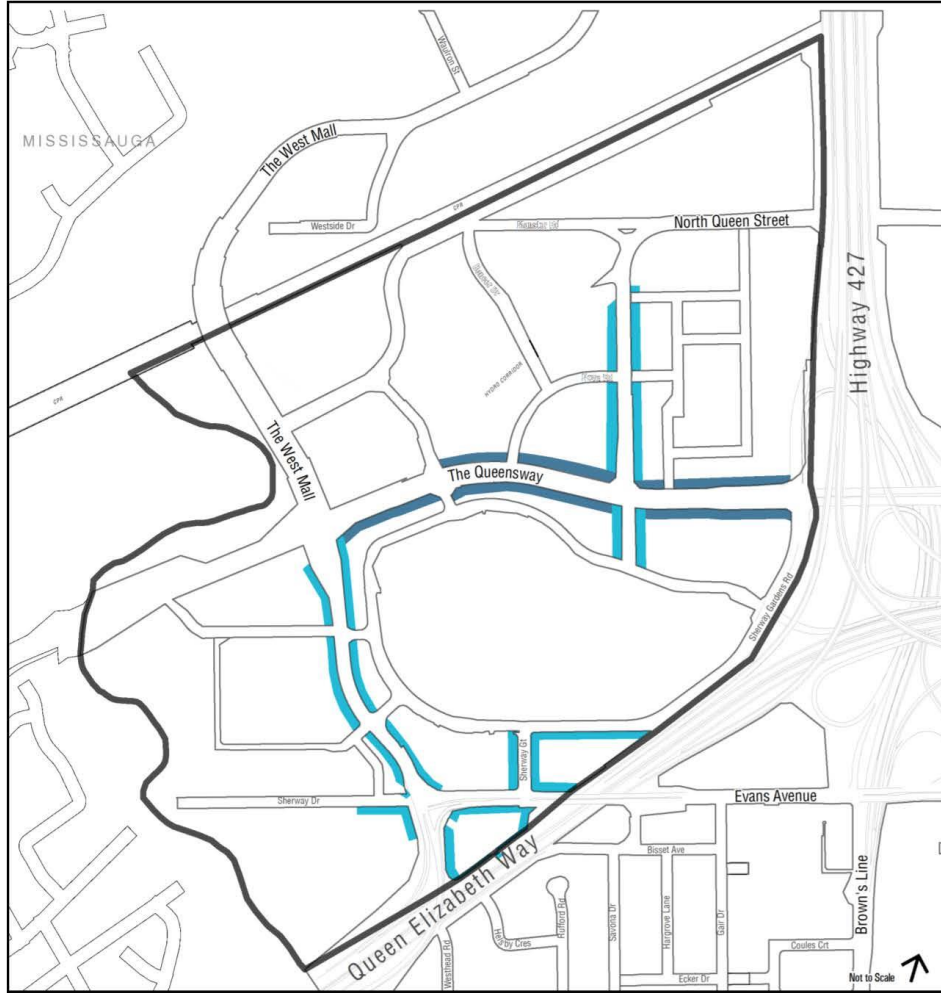 Waulron St
The West Mall
MISSISSAUGA
CPR
Westside Dr
North Queen Street
Highway 427
HYDRO CORRIDOR
CPR
The West Mall
The Queensway
Sherway Gardens Rd
Sherway Gt
Sherway Dr
Evans Avenue
Queen Elizabeth Way
Bisset Ave
Brown's Line
Rufford Rd
Savona Dr
Hargrove Lane
Gair Dr
Westhead Rd
Coules Crt
Ecker Dr
Not to Scale